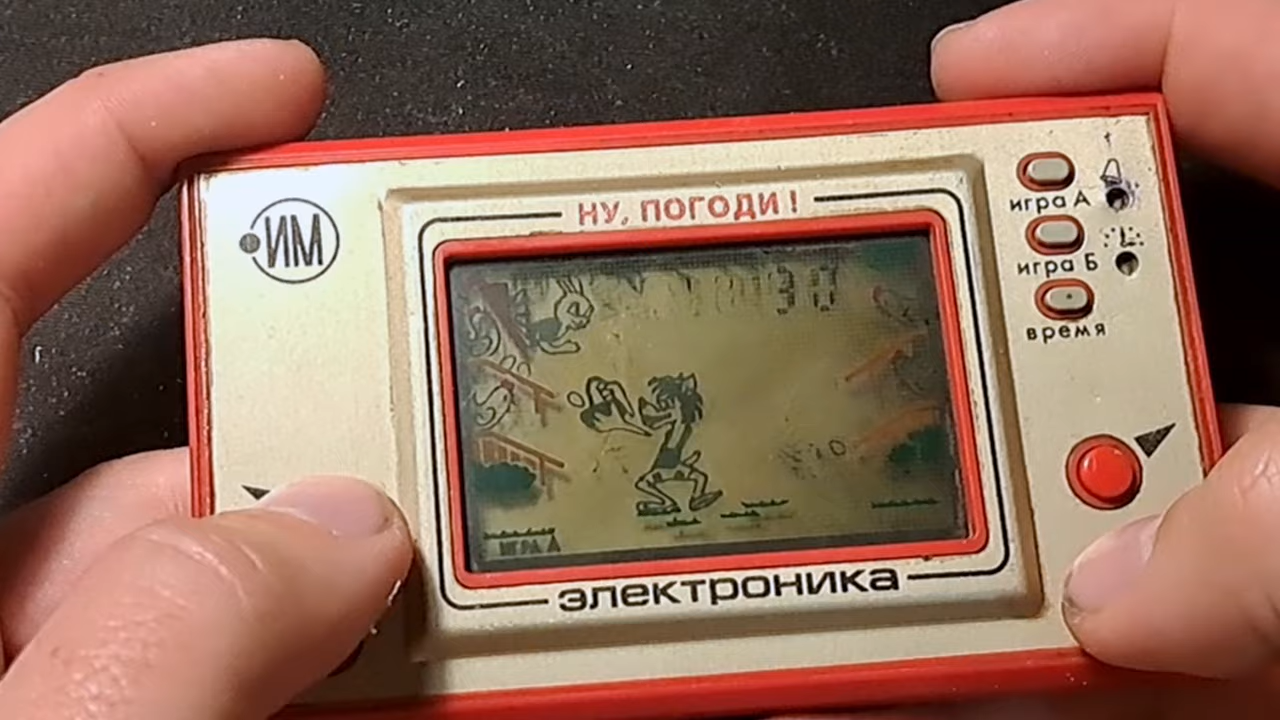 ИМ
НУ, ПОГОДИ!
игра А
игра Б
время
ИГРА А
электроника